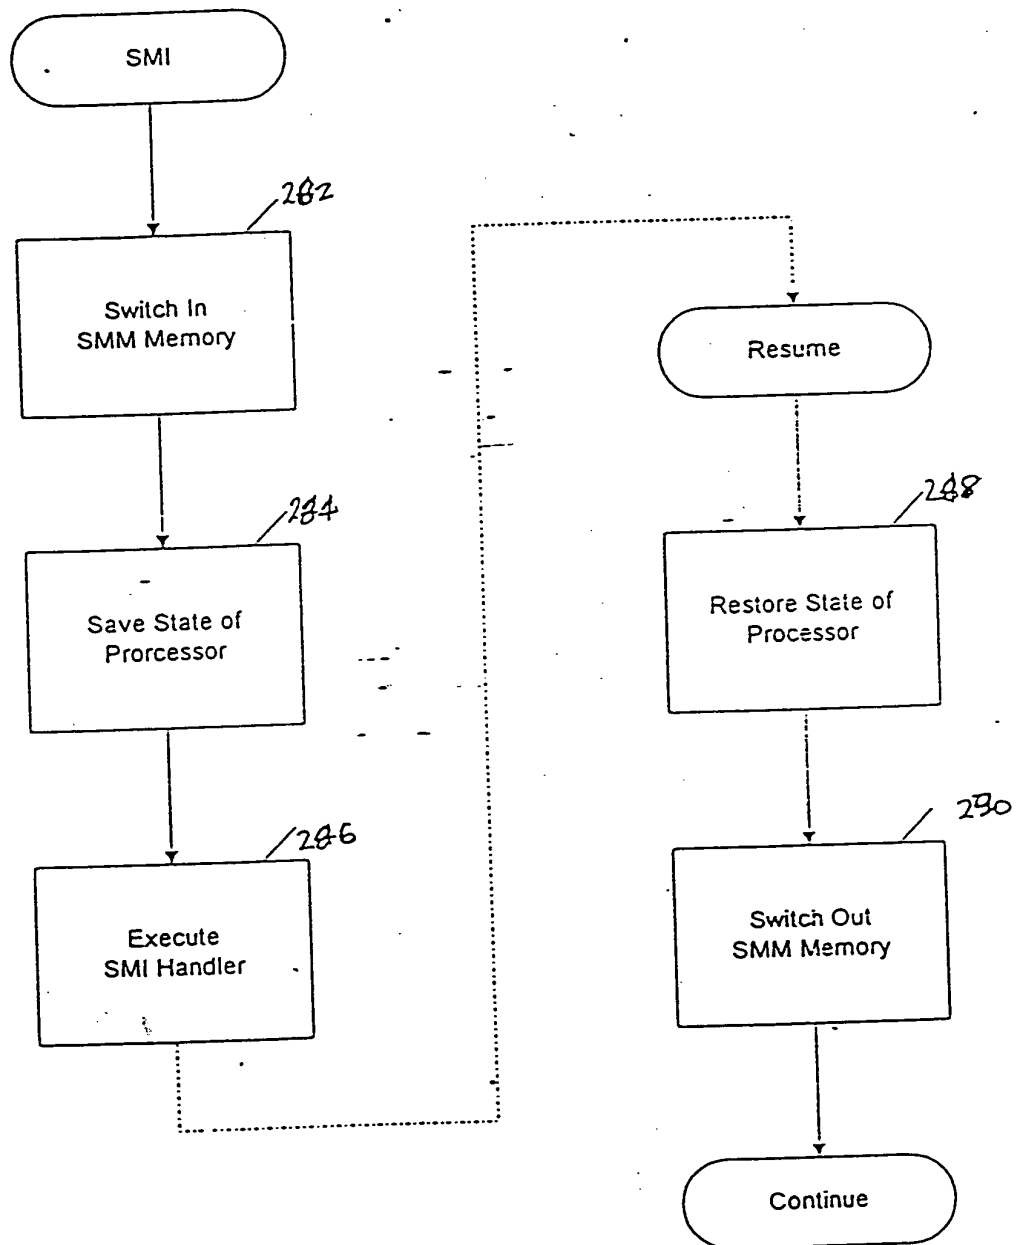 SMI
282
Switch In
SMM Memory
284
Save State of
Prorcessor
286
Execute
SMI Handler
Resume
288
Restore State of
Processor
290
Switch Out
SMM Memory
Continue